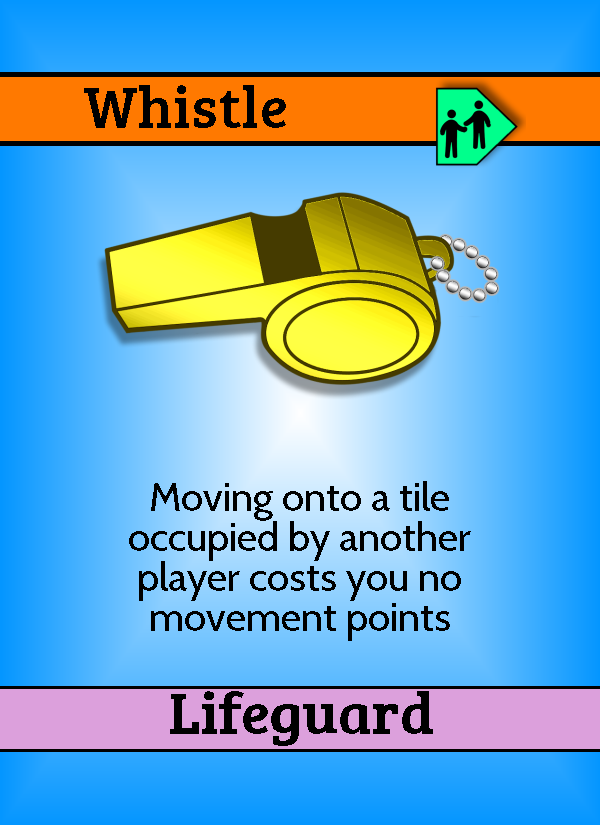 Whistle
Moving onto a tile
occupied by another
player costs you no
movement points
Lifeguard